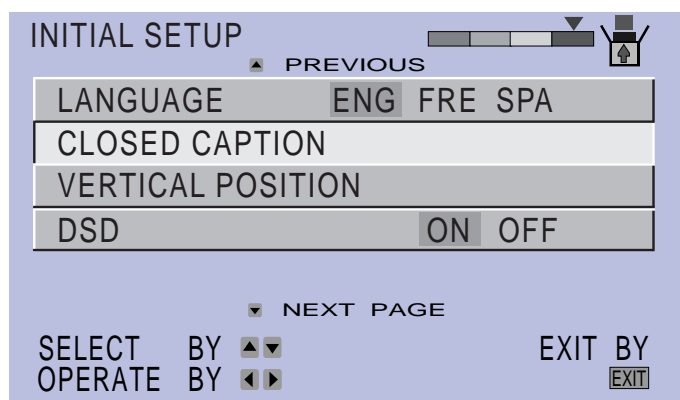 INITIAL SETUP
PREVIOUS
LANGUAGE ENG FRE SPA
CLOSED CAPTION
VERTICAL POSITION
DSD ON OFF
NEXT PAGE
SELECT BY EXIT BY
OPERATE BY EXIT